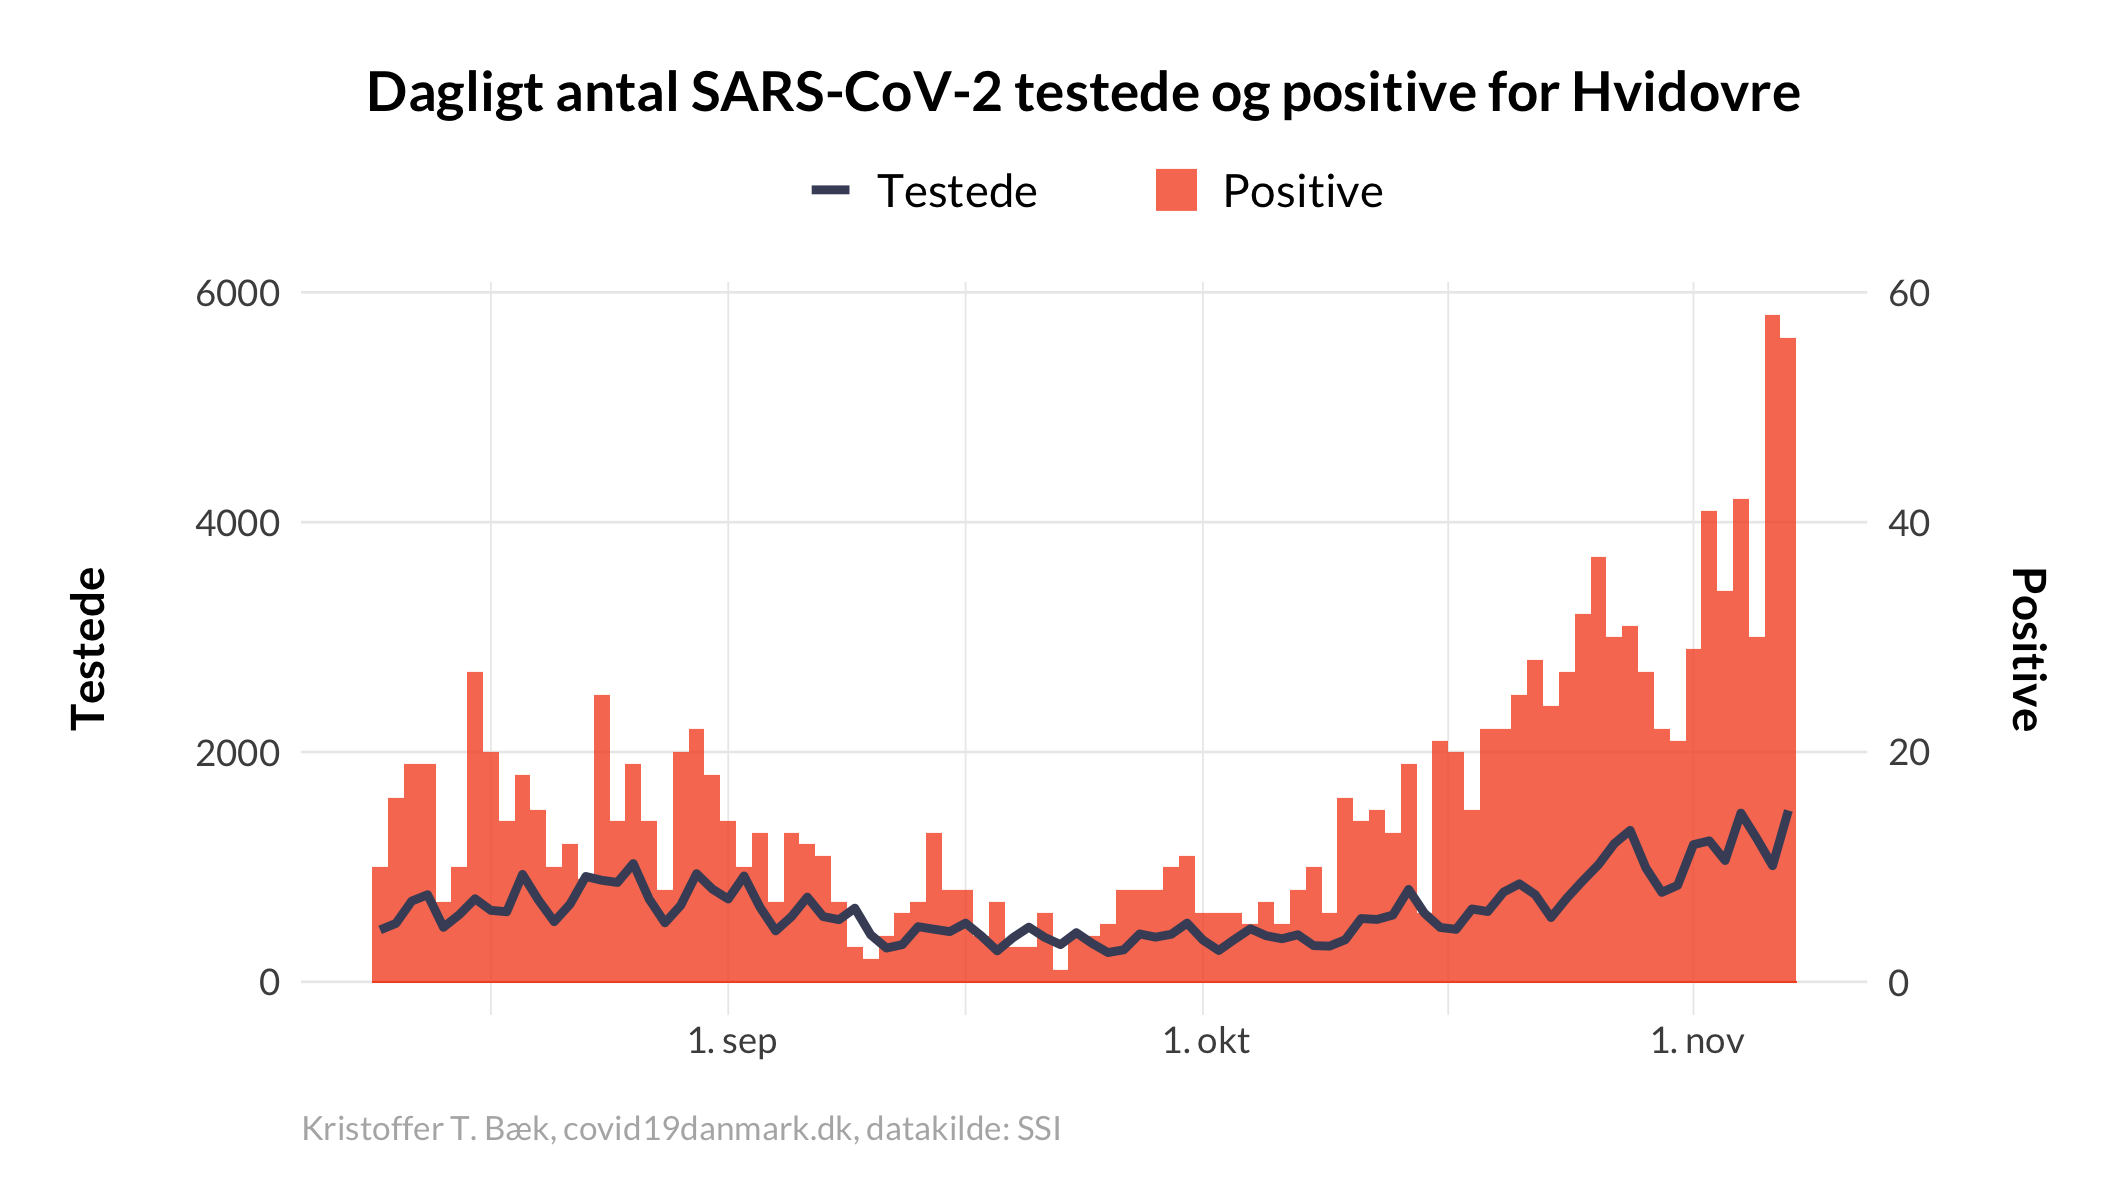 Dagligt antal SARS-CoV-2 testede og positive for Hvidovre
Testede
Positive
6000
4000
2000
0
60
40
20
0
Testede
Positive
1. sep
1. okt
1. nov
Kristoffer T. Bæk, covid19danmark.dk, datakilde: SSI